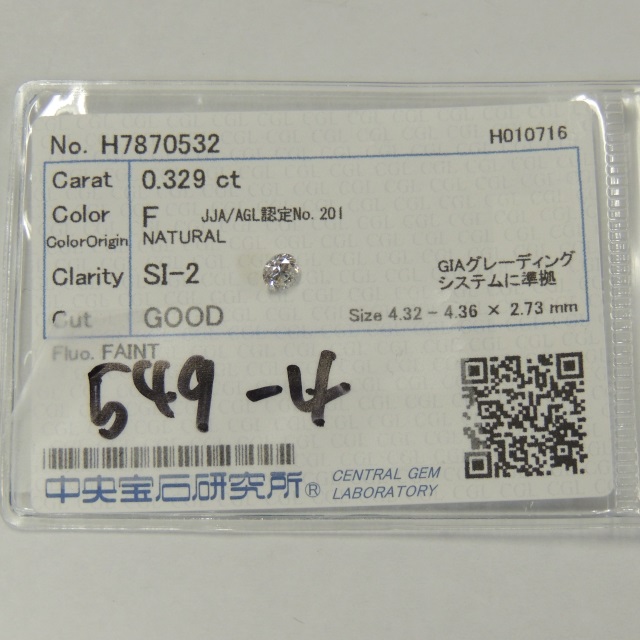 No. H7870532 H010716
Carat 0.329 ct
Color F JJA/AGL認定No. 201
ColorOrigin NATURAL
Clarity SI-2 GIAグレーディング
システムに準拠
Cut GOOD Size 4.32 - 4.36 × 2.73 mm
Fluo. FAINT
549-4
中央宝石研究所® CENTRAL GEM
LABORATORY